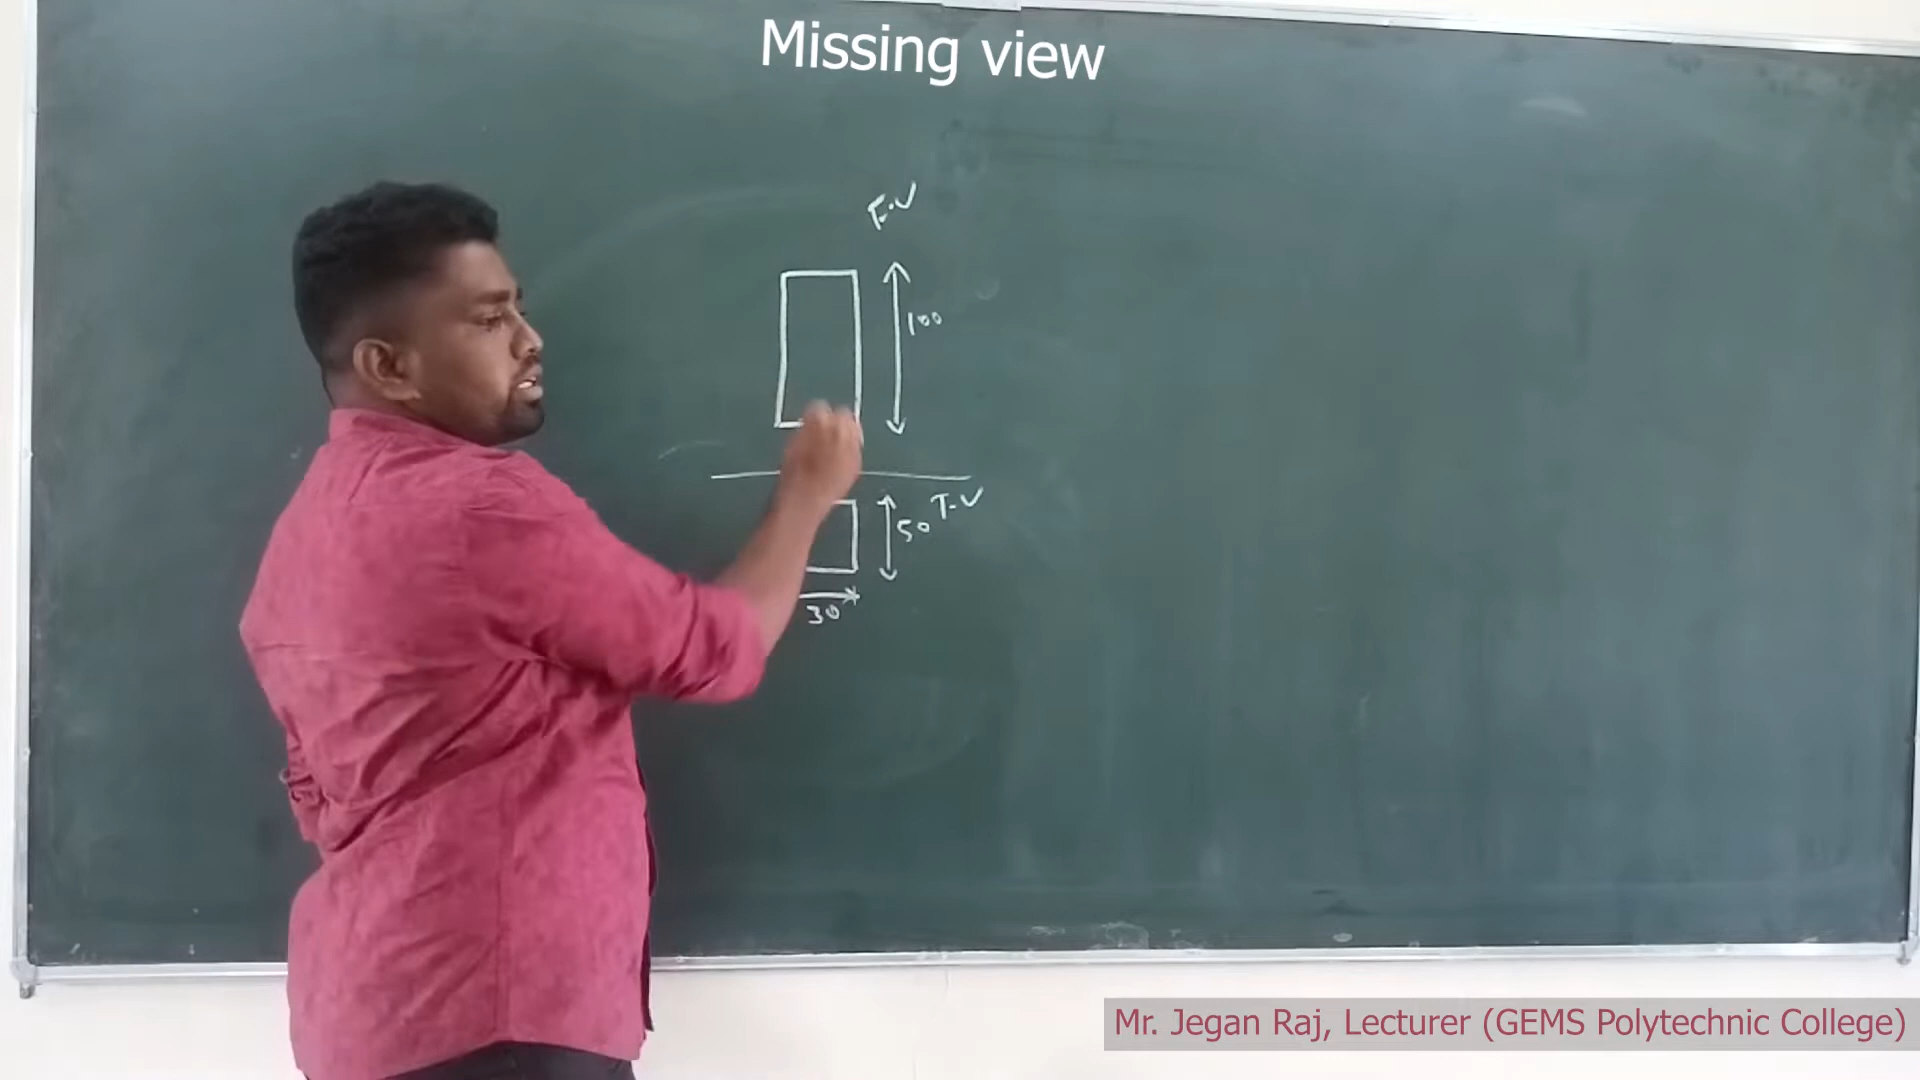 Missing view
F.V
100
T.V
50
30
Mr. Jegan Raj, Lecturer (GEMS Polytechnic College)